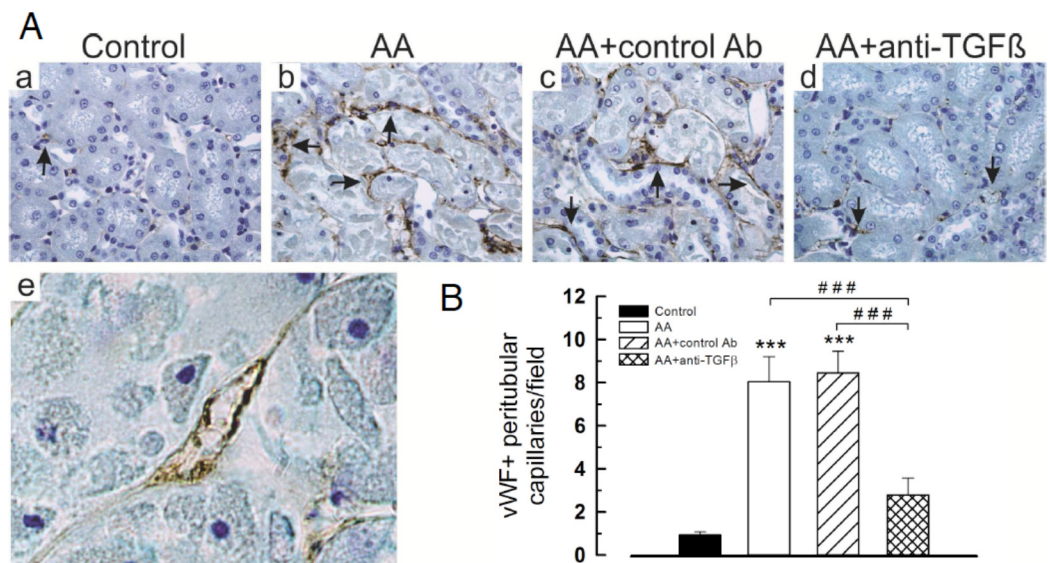 A
Control
AA
AA+control Ab
AA+anti-TGFß
a
b
c
d
e
B
vWF+ peritubular
capillaries/field
12
10
8
6
4
2
0
Control
AA
AA+control Ab
AA+anti-TGFβ
***
***
# # #
# # #